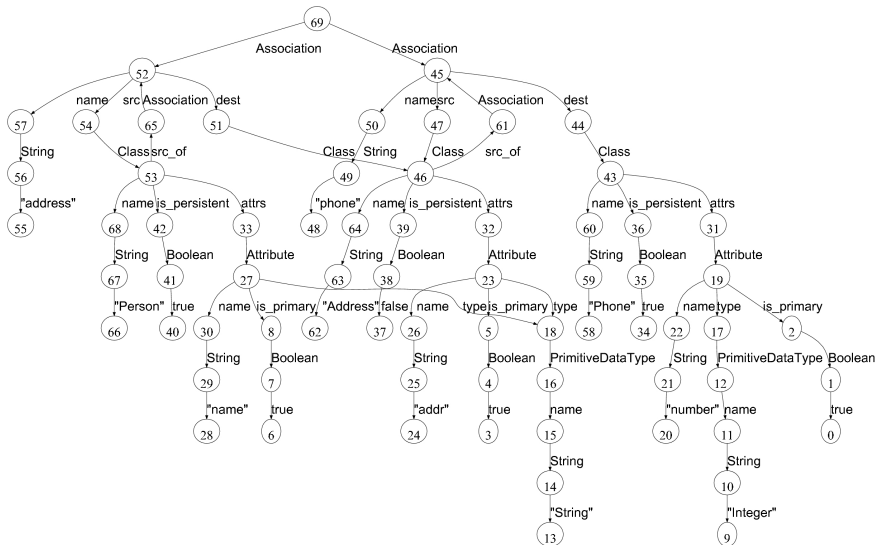 69
Association Association
52 45
name src Association dest name src Association dest
57 54 65 51 50 47 61 44
String Class src_of Class String Class src_of Class
56 53 49 46 43
"address" name is_persistent attrs "phone" name is_persistent attrs name is_persistent attrs
55 68 42 33 48 64 39 32 60 36 31
String Boolean Attribute String Boolean Attribute String Boolean Attribute
67 41 27 63 38 23 59 35 19
"Person" true name is_primary "Address" false name type is_primary type "Phone" true name type is_primary
66 40 30 8 62 37 26 5 18 58 34 22 17 2
String Boolean String Boolean PrimitiveDataType String PrimitiveDataType Boolean
29 7 25 4 16 21 12 1
"name" true "addr" true name "number" name true
28 6 24 3 15 20 11 0
String String
14 10
"String" "Integer"
13 9